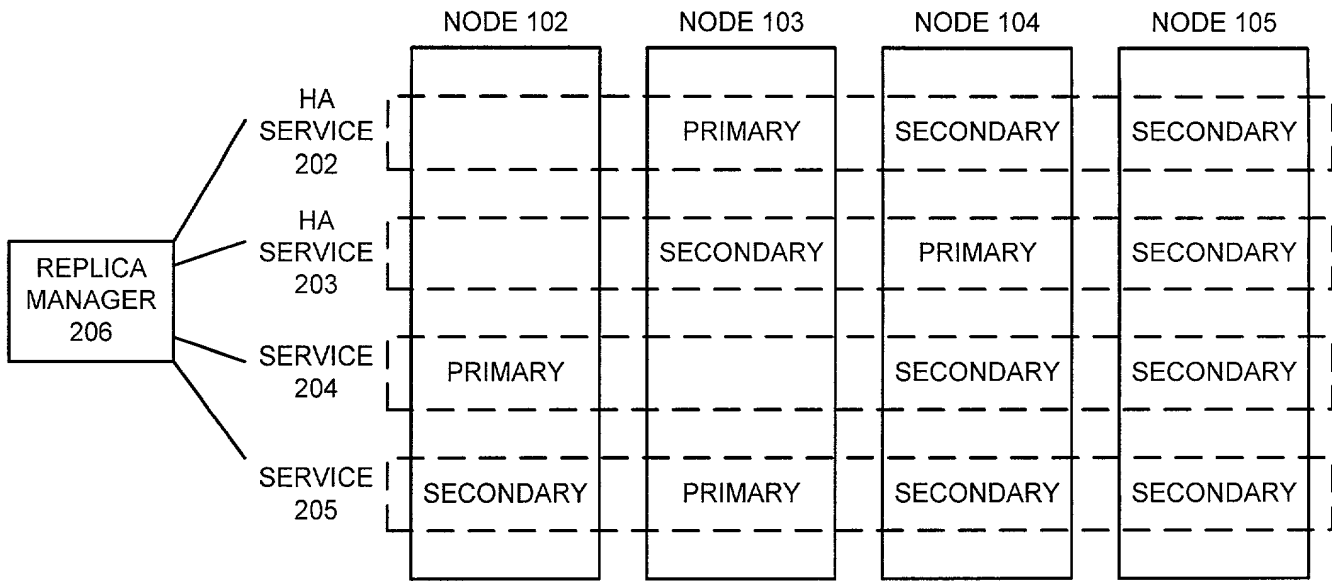 NODE 102
NODE 103
NODE 104
NODE 105
HA
SERVICE
202
PRIMARY
SECONDARY
SECONDARY
HA
SERVICE
203
SECONDARY
PRIMARY
SECONDARY
REPLICA
MANAGER
206
SERVICE
204
PRIMARY
SECONDARY
SECONDARY
SERVICE
205
SECONDARY
PRIMARY
SECONDARY
SECONDARY